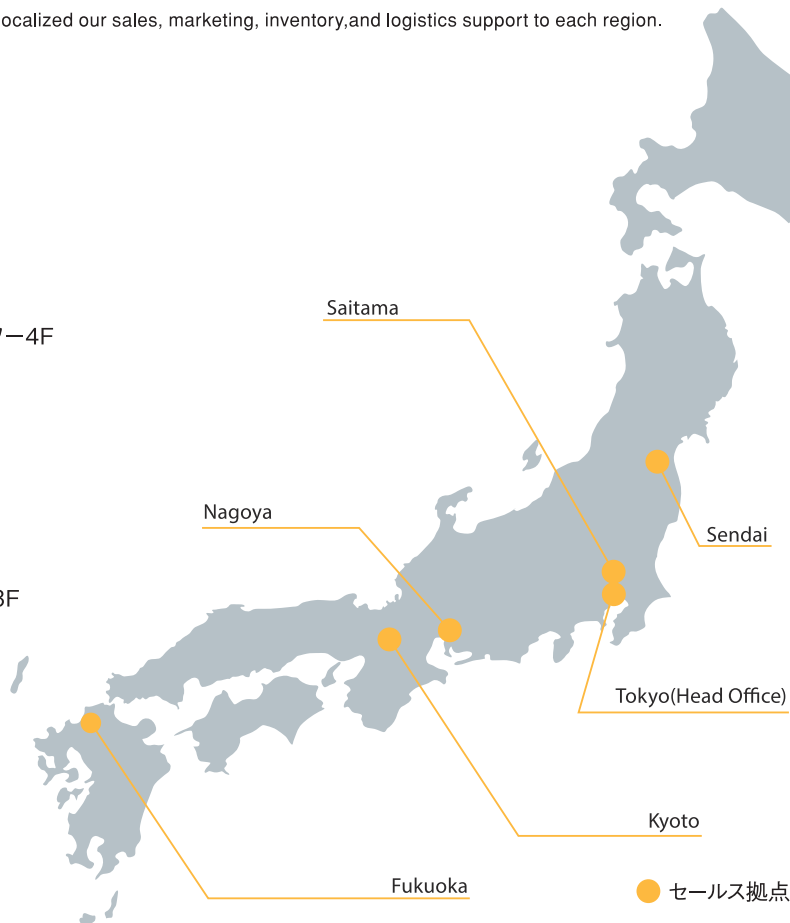 ocalized our sales, marketing, inventory,and logistics support to each region.
Saitama
ー4F
Nagoya
Sendai
3F
Tokyo(Head Office)
Kyoto
Fukuoka
セールス拠点